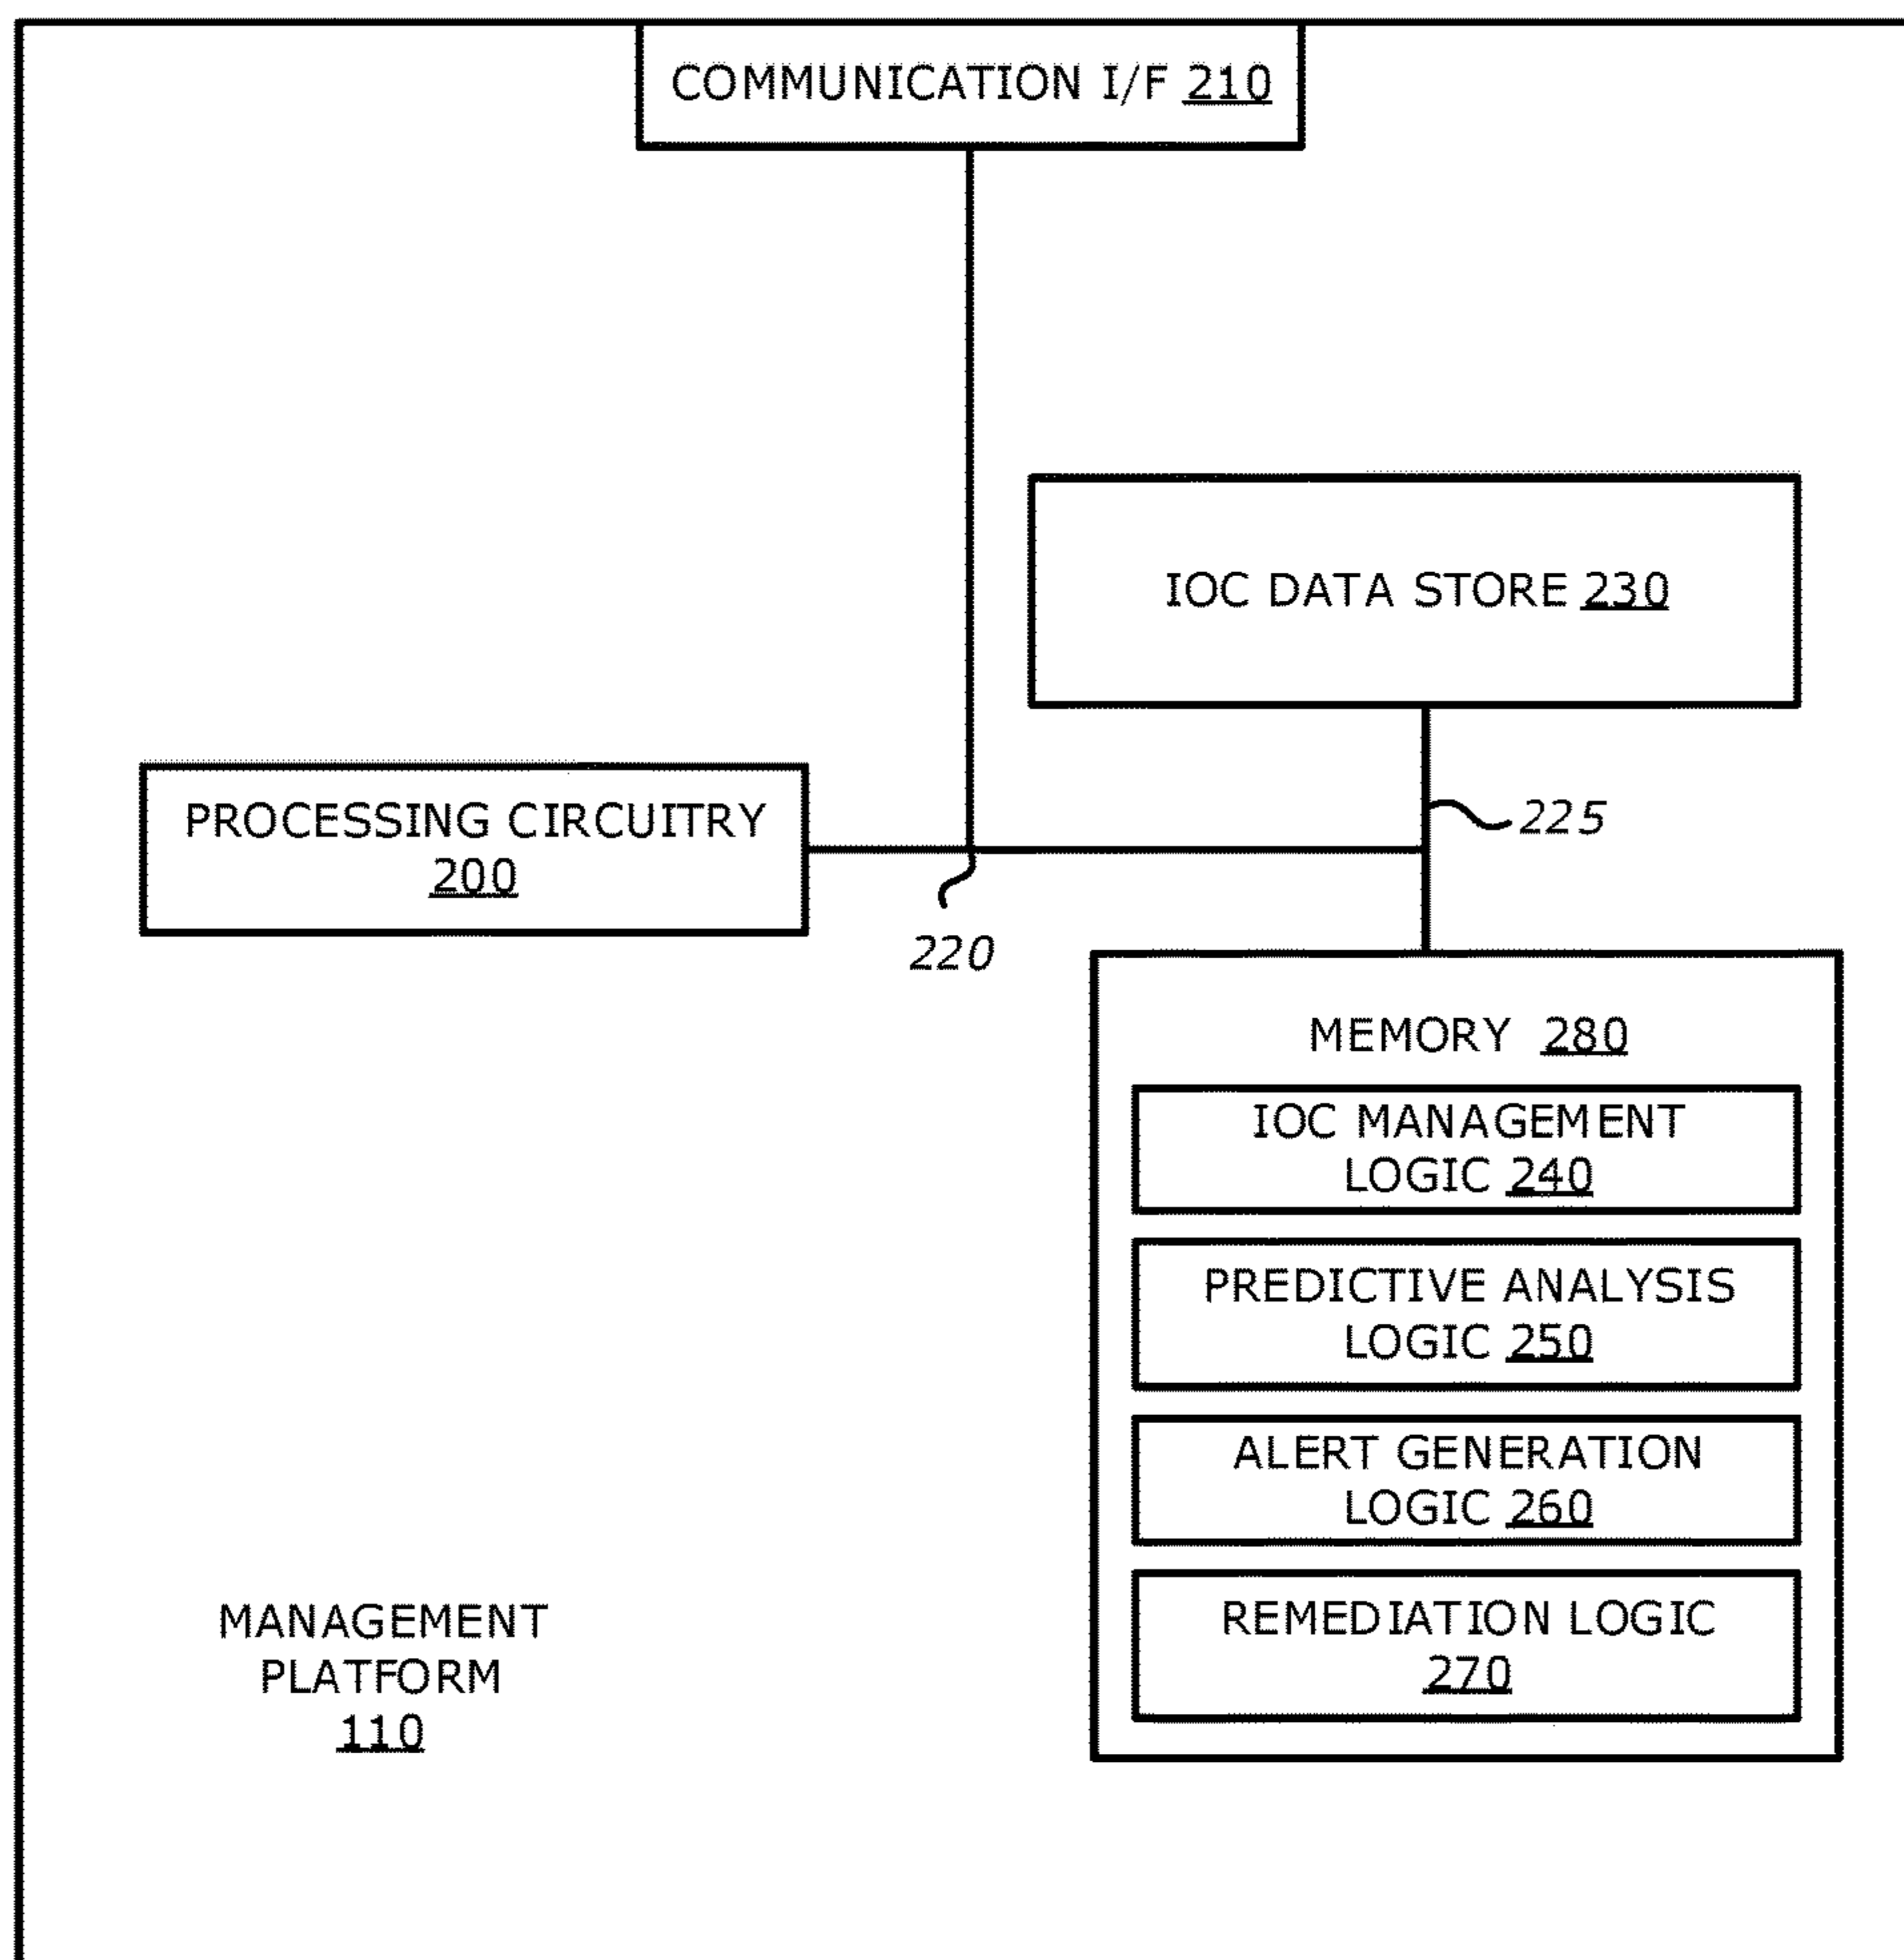 COMMUNICATION I/F 210
IOC DATA STORE 230
PROCESSING CIRCUITRY
200
225
220
MEMORY 280
IOC MANAGEMENT
LOGIC 240
PREDICTIVE ANALYSIS
LOGIC 250
ALERT GENERATION
LOGIC 260
REMEDIATION LOGIC
270
MANAGEMENT
PLATFORM
110